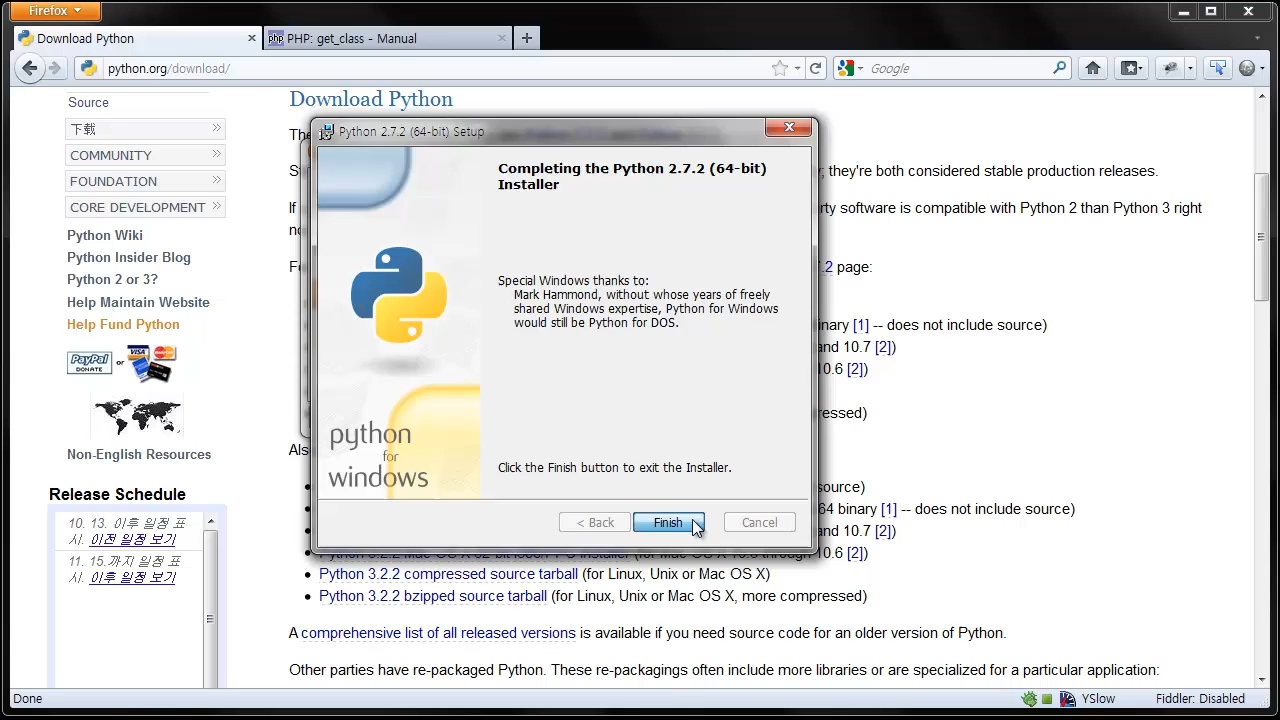 Firefox
Download Python
PHP: get_class - Manual
python.org/download/
Google
Source
下载
COMMUNITY
FOUNDATION
CORE DEVELOPMENT
Python Wiki
Python Insider Blog
Python 2 or 3?
Help Maintain Website
Help Fund Python
PayPal
DONATE
or
VISA
Non-English Resources
Release Schedule
10. 13. 이후 일정 표
시. 이전 일정 보기
11. 15.까지 일정 표
시. 이후 일정 보기
Download Python
they're both considered stable production releases.
If
rty software is compatible with Python 2 than Python 3 right
page:
[1] -- does not include source)
and 10.7 [2])
10.6 [2])
Also
[1] -- does not include source)
and 10.7 [2])
10.6 [2])
Python 3.2.2 compressed source tarball (for Linux, Unix or Mac OS X)
Python 3.2.2 bzipped source tarball (for Linux, Unix or Mac OS X, more compressed)
A comprehensive list of all released versions is available if you need source code for an older version of Python.
Other parties have re-packaged Python. These re-packagings often include more libraries or are specialized for a particular application:
Python 2.7.2 (64-bit) Setup
Completing the Python 2.7.2 (64-bit)
Installer
Special Windows thanks to:
Mark Hammond, without whose years of freely
shared Windows expertise, Python for Windows
would still be Python for DOS.
python
for
windows
Click the Finish button to exit the Installer.
< Back
Finish
Cancel
Done
YSlow
Fiddler: Disabled